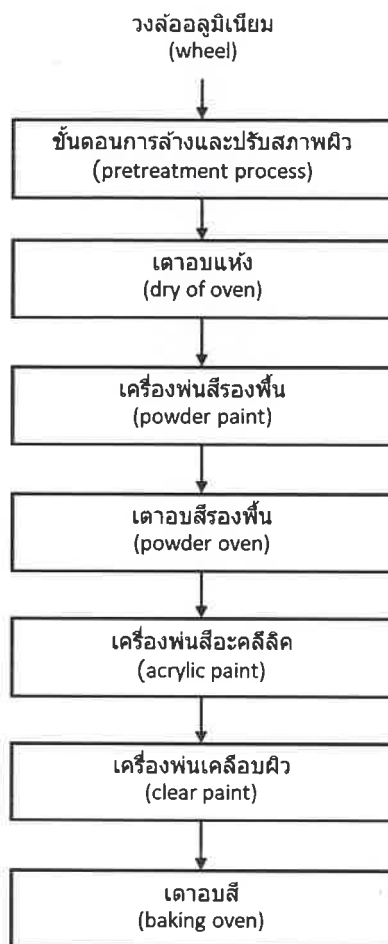 วงล้ออลูมิเนียม
(wheel)
ขั้นตอนการล้างและปรับสภาพผิว
(pretreatment process)
เตาอบแห้ง
(dry of oven)
เครื่องพ่นสีรองพื้น
(powder paint)
เตาอบสีรองพื้น
(powder oven)
เครื่องพ่นสีอะคลีลิค
(acrylic paint)
เครื่องพ่นเคลือบผิว
(clear paint)
เตาอบสี
(baking oven)